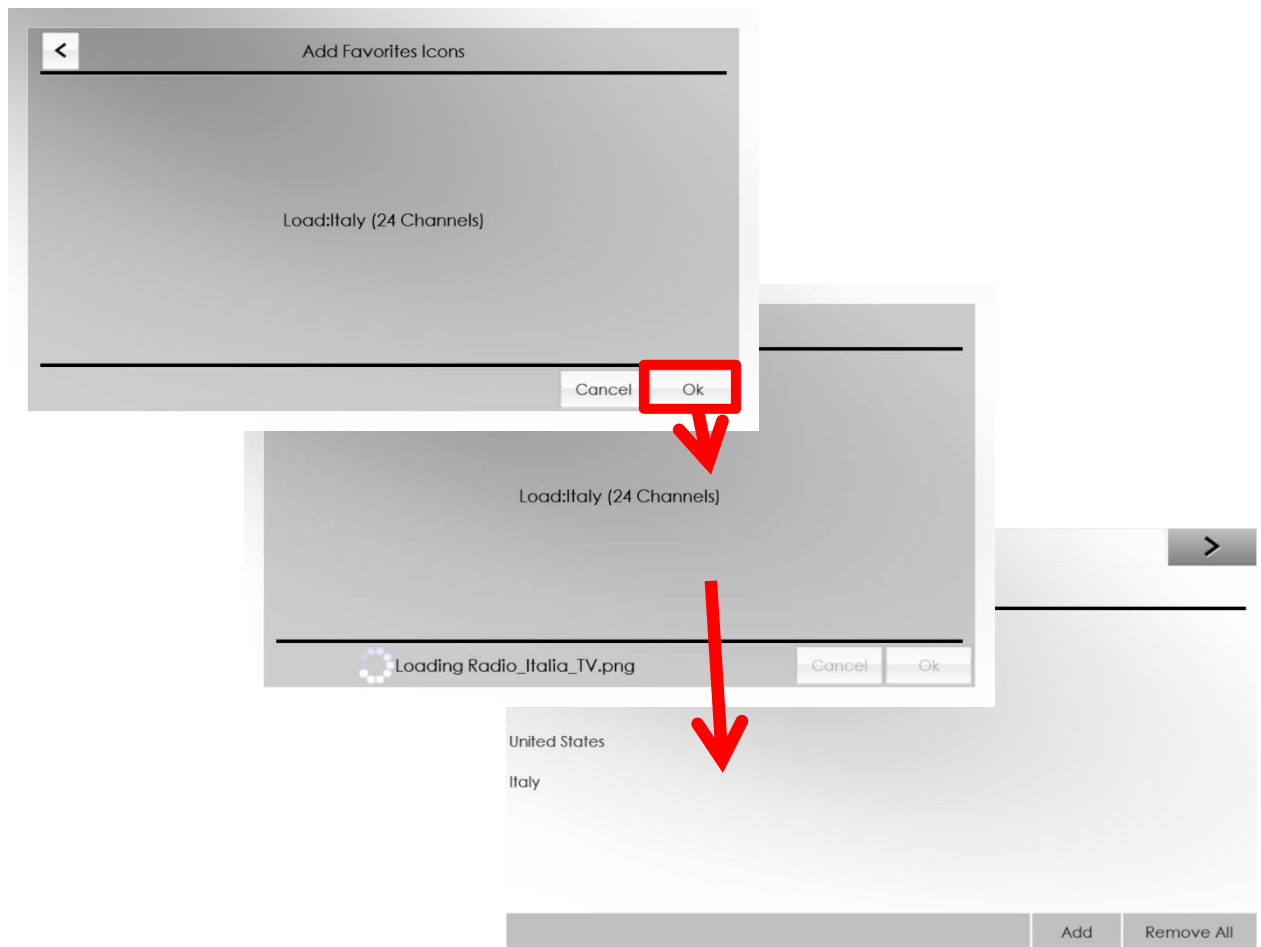 Add Favorites Icons
Load:Italy (24 Channels)
Cancel Ok
Load:Italy (24 Channels)
Loading Radio_Italia_TV.png Cancel Ok
United States
Italy
Add Remove All